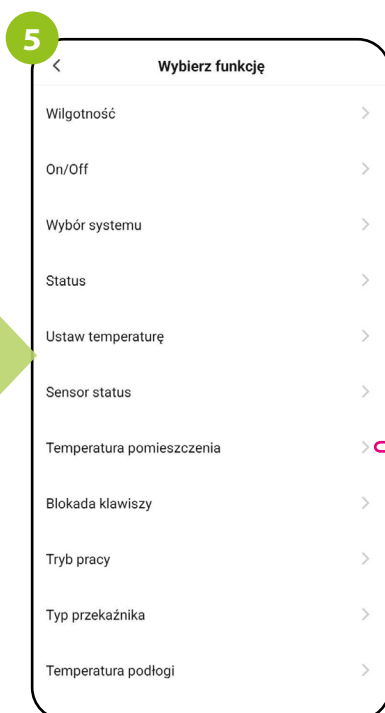 5
Wybierz funkcję
Wilgotność
On/Off
Wybór systemu
Status
Ustaw temperaturę
Sensor status
Temperatura pomieszczenia
Blokada klawiszy
Tryb pracy
Typ przekaźnika
Temperatura podłogi